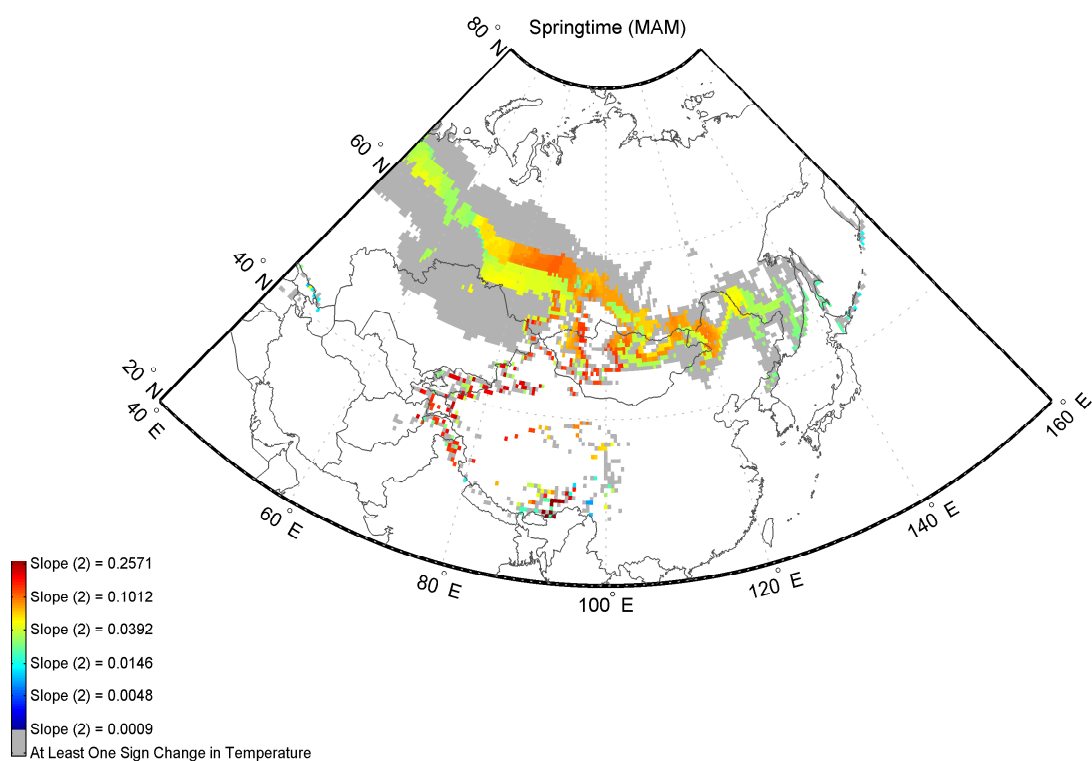 Springtime (MAM)
80° N
60° N
40° N
20° N
40° E
60° E
80° E
100° E
120° E
140° E
160° E
Slope (2) = 0.2571
Slope (2) = 0.1012
Slope (2) = 0.0392
Slope (2) = 0.0146
Slope (2) = 0.0048
Slope (2) = 0.0009
At Least One Sign Change in Temperature